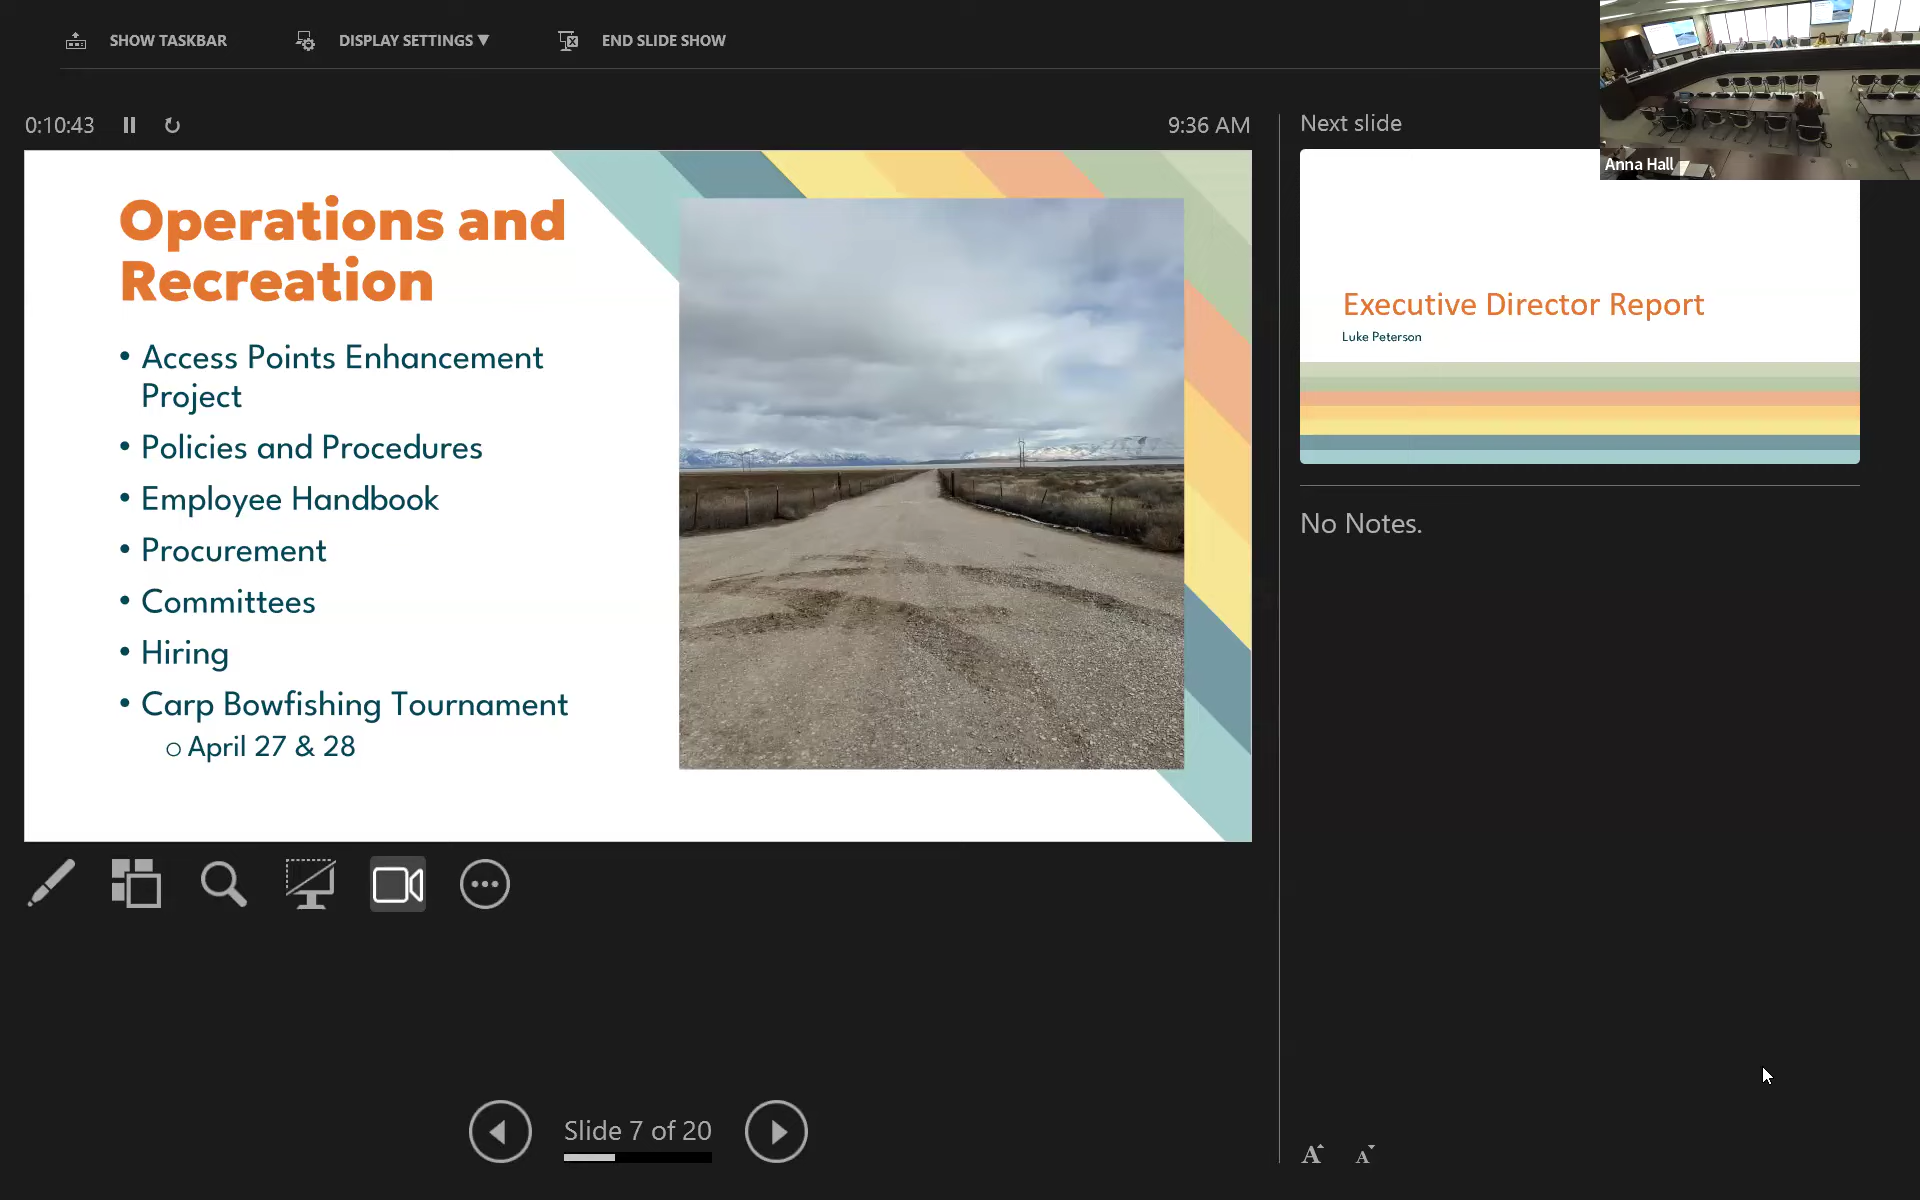 SHOW TASKBAR
DISPLAY SETTINGS ▼
END SLIDE SHOW
0:10:43
9:36 AM
Next slide
Anna Hall
Operations and
Recreation
• Access Points Enhancement
Project
• Policies and Procedures
• Employee Handbook
• Procurement
• Committees
• Hiring
• Carp Bowfishing Tournament
○ April 27 & 28
Executive Director Report
Luke Peterson
No Notes.
Slide 7 of 20
A A